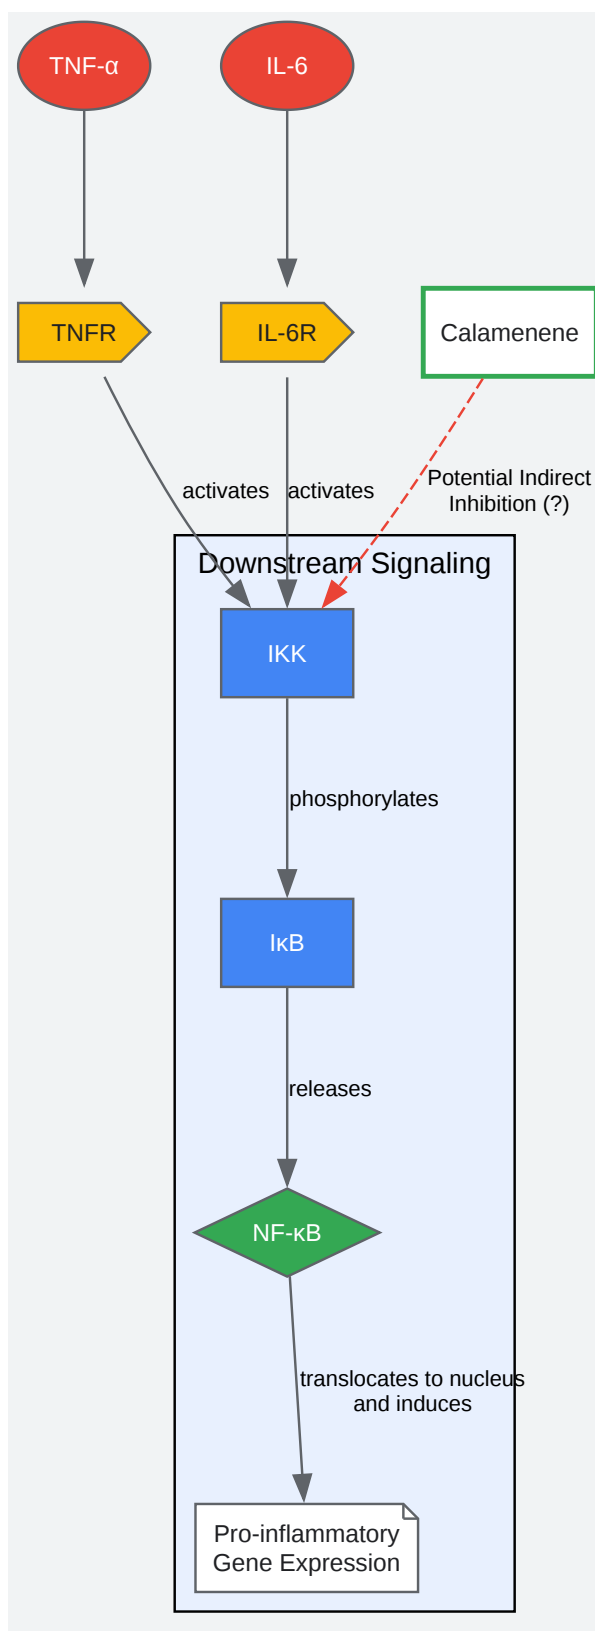 TNF-α
IL-6
TNFR
IL-6R
Calamenene
activates
activates
Potential Indirect
Inhibition (?)
Downstream Signaling
IKK
phosphorylates
IκB
releases
NF-κB
translocates to nucleus
and induces
Pro-inflammatory
Gene Expression